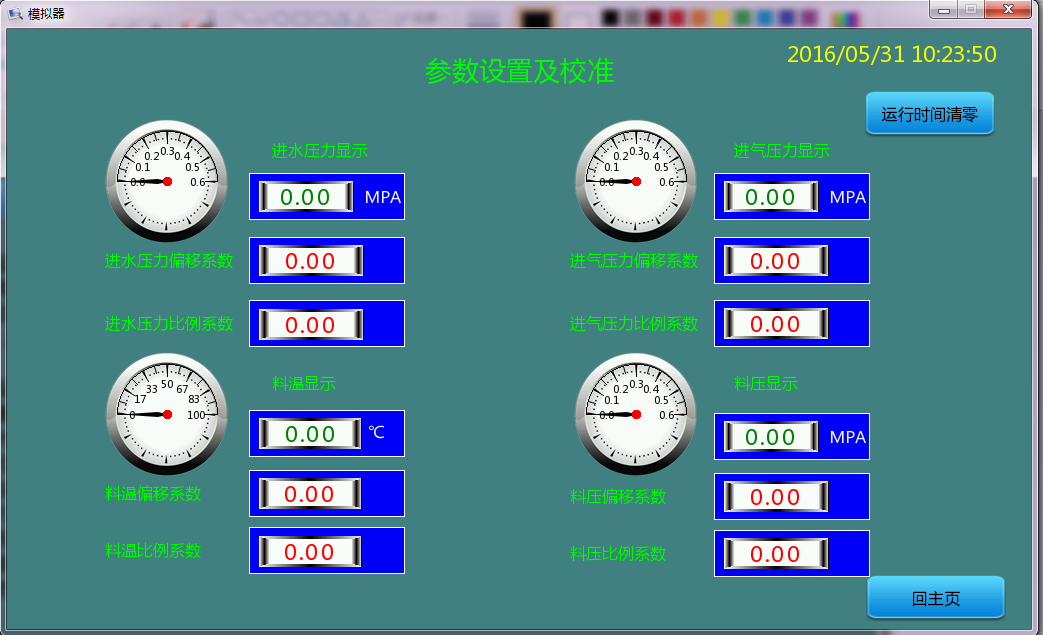 模拟器
2016/05/31 10:23:50
参数设置及校准
运行时间清零
0.0 0.1 0.2 0.3 0.4 0.5 0.6
进水压力显示
0.00 MPA
进水压力偏移系数 0.00
进水压力比例系数 0.00
0.0 0.1 0.2 0.3 0.4 0.5 0.6
进气压力显示
0.00 MPA
进气压力偏移系数 0.00
进气压力比例系数 0.00
0 17 33 50 67 83 100
料温显示
0.00 ℃
料温偏移系数 0.00
料温比例系数 0.00
0.0 0.1 0.2 0.3 0.4 0.5 0.6
料压显示
0.00 MPA
料压偏移系数 0.00
料压比例系数 0.00
回主页